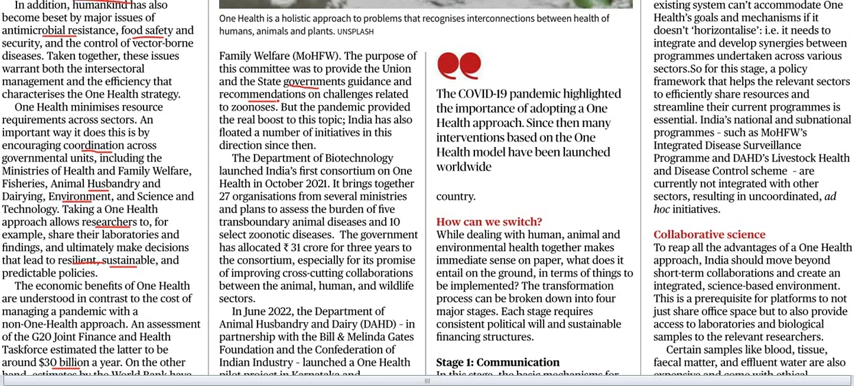 In addition, humankind has also
become beset by major issues of
antimicrobial resistance, food safety and
security, and the control of vector-borne
diseases. Taken together, these issues
warrant both the intersectoral
management and the efficiency that
characterises the One Health strategy.
One Health minimises resource
requirements across sectors. An
important way it does this is by
encouraging coordination across
governmental units, including the
Ministries of Health and Family Welfare,
Fisheries, Animal Husbandry and
Dairying, Environment, and Science and
Technology. Taking a One Health
approach allows researchers to, for
example, share their laboratories and
findings, and ultimately make decisions
that lead to resilient, sustainable, and
predictable policies.
The economic benefits of One Health
are understood in contrast to the cost of
managing a pandemic with a
non-One-Health approach. An assessment
of the G20 Joint Finance and Health
Taskforce estimated the latter to be
around $30 billion a year. On the other
hand, estimates by the World Bank have
One Health is a holistic approach to problems that recognises interconnections between health of
humans, animals and plants. UNSPLASH
Family Welfare (MoHFW). The purpose of
this committee was to provide the Union
and the State governments guidance and
recommendations on challenges related
to zoonoses. But the pandemic provided
the real boost to this topic; India has also
floated a number of initiatives in this
direction since then.
The Department of Biotechnology
launched India's first consortium on One
Health in October 2021. It brings together
27 organisations from several ministries
and plans to assess the burden of five
transboundary animal diseases and 10
select zoonotic diseases. The government
has allocated ₹ 31 crore for three years to
the consortium, especially for its promise
of improving cross-cutting collaborations
between the animal, human, and wildlife
sectors.
In June 2022, the Department of
Animal Husbandry and Dairy (DAHD) - in
partnership with the Bill & Melinda Gates
Foundation and the Confederation of
Indian Industry - launched a One Health
pilot project in Karnataka and
The COVID-19 pandemic highlighted
the importance of adopting a One
Health approach. Since then many
interventions based on the One
Health model have been launched
worldwide
country.
How can we switch?
While dealing with human, animal and
environmental health together makes
immediate sense on paper, what does it
entail on the ground, in terms of things to
be implemented? The transformation
process can be broken down into four
major stages. Each stage requires
consistent political will and sustainable
financing structures.
Stage 1: Communication
In this stage, the basic mechanisms for
existing system can't accommodate One
Health's goals and mechanisms if it
doesn't 'horizontalise': i.e. it needs to
integrate and develop synergies between
programmes undertaken across various
sectors.So for this stage, a policy
framework that helps the relevant sectors
to efficiently share resources and
streamline their current programmes is
essential. India's national and subnational
programmes - such as MoHFW's
Integrated Disease Surveillance
Programme and DAHD's Livestock Health
and Disease Control scheme - are
currently not integrated with other
sectors, resulting in uncoordinated, ad
hoc initiatives.
Collaborative science
To reap all the advantages of a One Health
approach, India should move beyond
short-term collaborations and create an
integrated, science-based environment.
This is a prerequisite for platforms to not
just share office space but to also provide
access to laboratories and biological
samples to the relevant researchers.
Certain samples like blood, tissue,
faecal matter, and effluent water are also
expensive and come with ethical